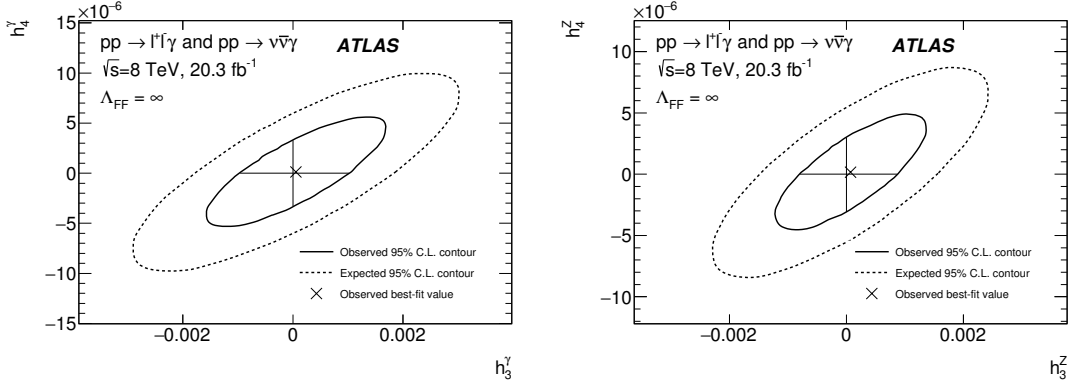 ×10⁻⁶
h₄^γ
15
10
5
0
−5
−10
−15
pp → l⁺l⁻γ and pp → νν̅γ
ATLAS
√s=8 TeV, 20.3 fb⁻¹
Λ_FF = ∞
Observed 95% C.L. contour
Expected 95% C.L. contour
Observed best-fit value
−0.002
0
0.002
h₃^γ
×10⁻⁶
h₄^Z
10
5
0
−5
−10
pp → l⁺l⁻γ and pp → νν̅γ
ATLAS
√s=8 TeV, 20.3 fb⁻¹
Λ_FF = ∞
Observed 95% C.L. contour
Expected 95% C.L. contour
Observed best-fit value
−0.002
0
0.002
h₃^Z